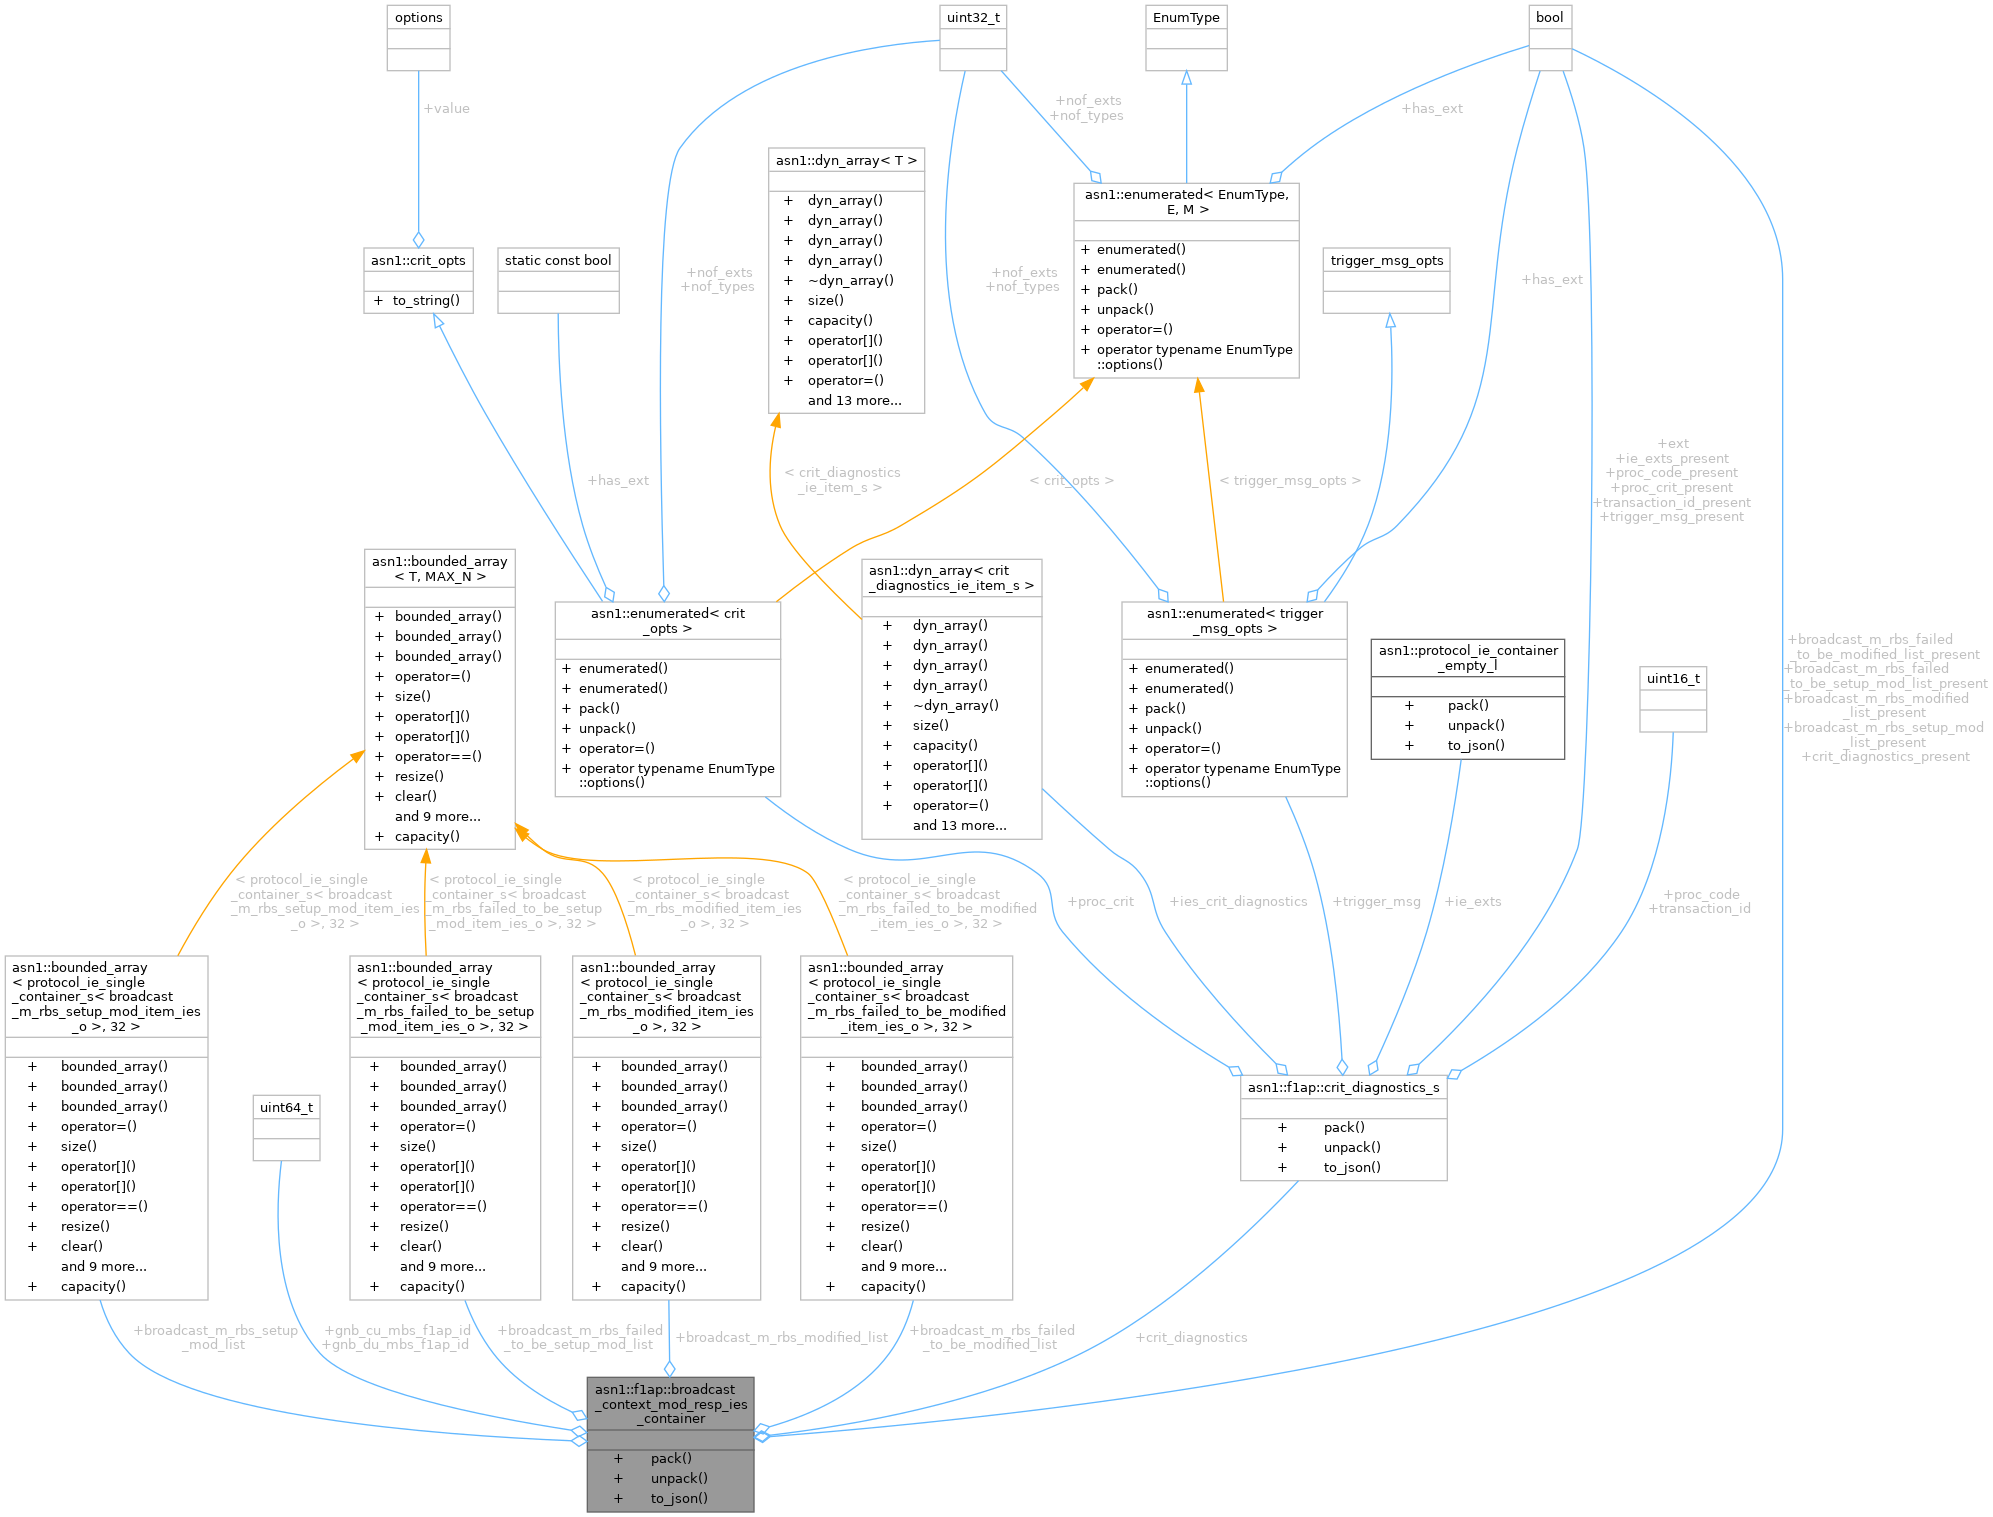 options
uint32_t
EnumType
bool
+value
+nof_exts
+nof_types
+has_ext
asn1::dyn_array< T >
+ dyn_array()
+ dyn_array()
+ dyn_array()
+ dyn_array()
+ ~dyn_array()
+ size()
+ capacity()
+ operator[]()
+ operator[]()
+ operator=()
and 13 more...
asn1::enumerated< EnumType,
E, M >
+ enumerated()
+ enumerated()
+ pack()
+ unpack()
+ operator=()
+ operator typename EnumType
::options()
asn1::crit_opts
+ to_string()
static const bool
trigger_msg_opts
+nof_exts
+nof_types
+nof_exts
+nof_types
+has_ext
+has_ext
< crit_diagnostics
_ie_item_s >
< crit_opts >
< trigger_msg_opts >
+ext
+ie_exts_present
+proc_code_present
+proc_crit_present
+transaction_id_present
+trigger_msg_present
asn1::bounded_array
< T, MAX_N >
+ bounded_array()
+ bounded_array()
+ bounded_array()
+ operator=()
+ size()
+ operator[]()
+ operator[]()
+ operator==()
+ resize()
+ clear()
and 9 more...
+ capacity()
asn1::enumerated< crit
_opts >
+ enumerated()
+ enumerated()
+ pack()
+ unpack()
+ operator=()
+ operator typename EnumType
::options()
asn1::dyn_array< crit
_diagnostics_ie_item_s >
+ dyn_array()
+ dyn_array()
+ dyn_array()
+ dyn_array()
+ ~dyn_array()
+ size()
+ capacity()
+ operator[]()
+ operator[]()
+ operator=()
and 13 more...
asn1::enumerated< trigger
_msg_opts >
+ enumerated()
+ enumerated()
+ pack()
+ unpack()
+ operator=()
+ operator typename EnumType
::options()
asn1::protocol_ie_container
_empty_l
+ pack()
+ unpack()
+ to_json()
uint16_t
+broadcast_m_rbs_failed
_to_be_modified_list_present
+broadcast_m_rbs_failed
_to_be_setup_mod_list_present
+broadcast_m_rbs_modified
_list_present
+broadcast_m_rbs_setup_mod
_list_present
+crit_diagnostics_present
< protocol_ie_single
_container_s< broadcast
_m_rbs_setup_mod_item_ies
_o >, 32 >
< protocol_ie_single
_container_s< broadcast
_m_rbs_failed_to_be_setup
_mod_item_ies_o >, 32 >
< protocol_ie_single
_container_s< broadcast
_m_rbs_modified_item_ies
_o >, 32 >
< protocol_ie_single
_container_s< broadcast
_m_rbs_failed_to_be_modified
_item_ies_o >, 32 >
+proc_crit
+ies_crit_diagnostics
+trigger_msg
+ie_exts
+proc_code
+transaction_id
asn1::bounded_array
< protocol_ie_single
_container_s< broadcast
_m_rbs_setup_mod_item_ies
_o >, 32 >
+ bounded_array()
+ bounded_array()
+ bounded_array()
+ operator=()
+ size()
+ operator[]()
+ operator[]()
+ operator==()
+ resize()
+ clear()
and 9 more...
+ capacity()
uint64_t
asn1::bounded_array
< protocol_ie_single
_container_s< broadcast
_m_rbs_failed_to_be_setup
_mod_item_ies_o >, 32 >
+ bounded_array()
+ bounded_array()
+ bounded_array()
+ operator=()
+ size()
+ operator[]()
+ operator[]()
+ operator==()
+ resize()
+ clear()
and 9 more...
+ capacity()
asn1::bounded_array
< protocol_ie_single
_container_s< broadcast
_m_rbs_modified_item_ies
_o >, 32 >
+ bounded_array()
+ bounded_array()
+ bounded_array()
+ operator=()
+ size()
+ operator[]()
+ operator[]()
+ operator==()
+ resize()
+ clear()
and 9 more...
+ capacity()
asn1::bounded_array
< protocol_ie_single
_container_s< broadcast
_m_rbs_failed_to_be_modified
_item_ies_o >, 32 >
+ bounded_array()
+ bounded_array()
+ bounded_array()
+ operator=()
+ size()
+ operator[]()
+ operator[]()
+ operator==()
+ resize()
+ clear()
and 9 more...
+ capacity()
asn1::f1ap::crit_diagnostics_s
+ pack()
+ unpack()
+ to_json()
+broadcast_m_rbs_setup
_mod_list
+gnb_cu_mbs_f1ap_id
+gnb_du_mbs_f1ap_id
+broadcast_m_rbs_failed
_to_be_setup_mod_list
+broadcast_m_rbs_modified_list
+broadcast_m_rbs_failed
_to_be_modified_list
+crit_diagnostics
asn1::f1ap::broadcast
_context_mod_resp_ies
_container
+ pack()
+ unpack()
+ to_json()